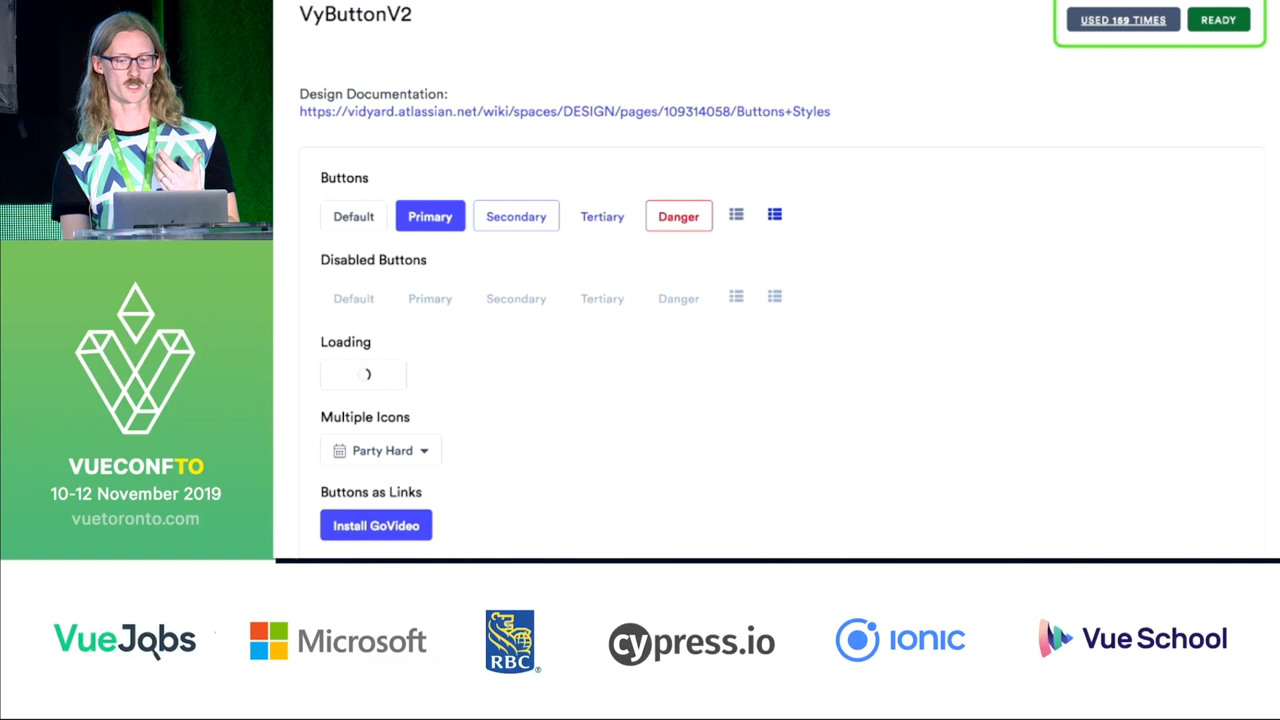 VyButtonV2
USED 159 TIMES
READY
Design Documentation:
https://vidyard.atlassian.net/wiki/spaces/DESIGN/pages/109314058/Buttons+Styles
Buttons
Default Primary Secondary Tertiary Danger
Disabled Buttons
Default Primary Secondary Tertiary Danger
Loading
Multiple Icons
Party Hard
Buttons as Links
Install GoVideo
VUECONFTO
10-12 November 2019
vuetoronto.com
VueJobs
Microsoft
RBC
®
cypress.io
IONIC
Vue School